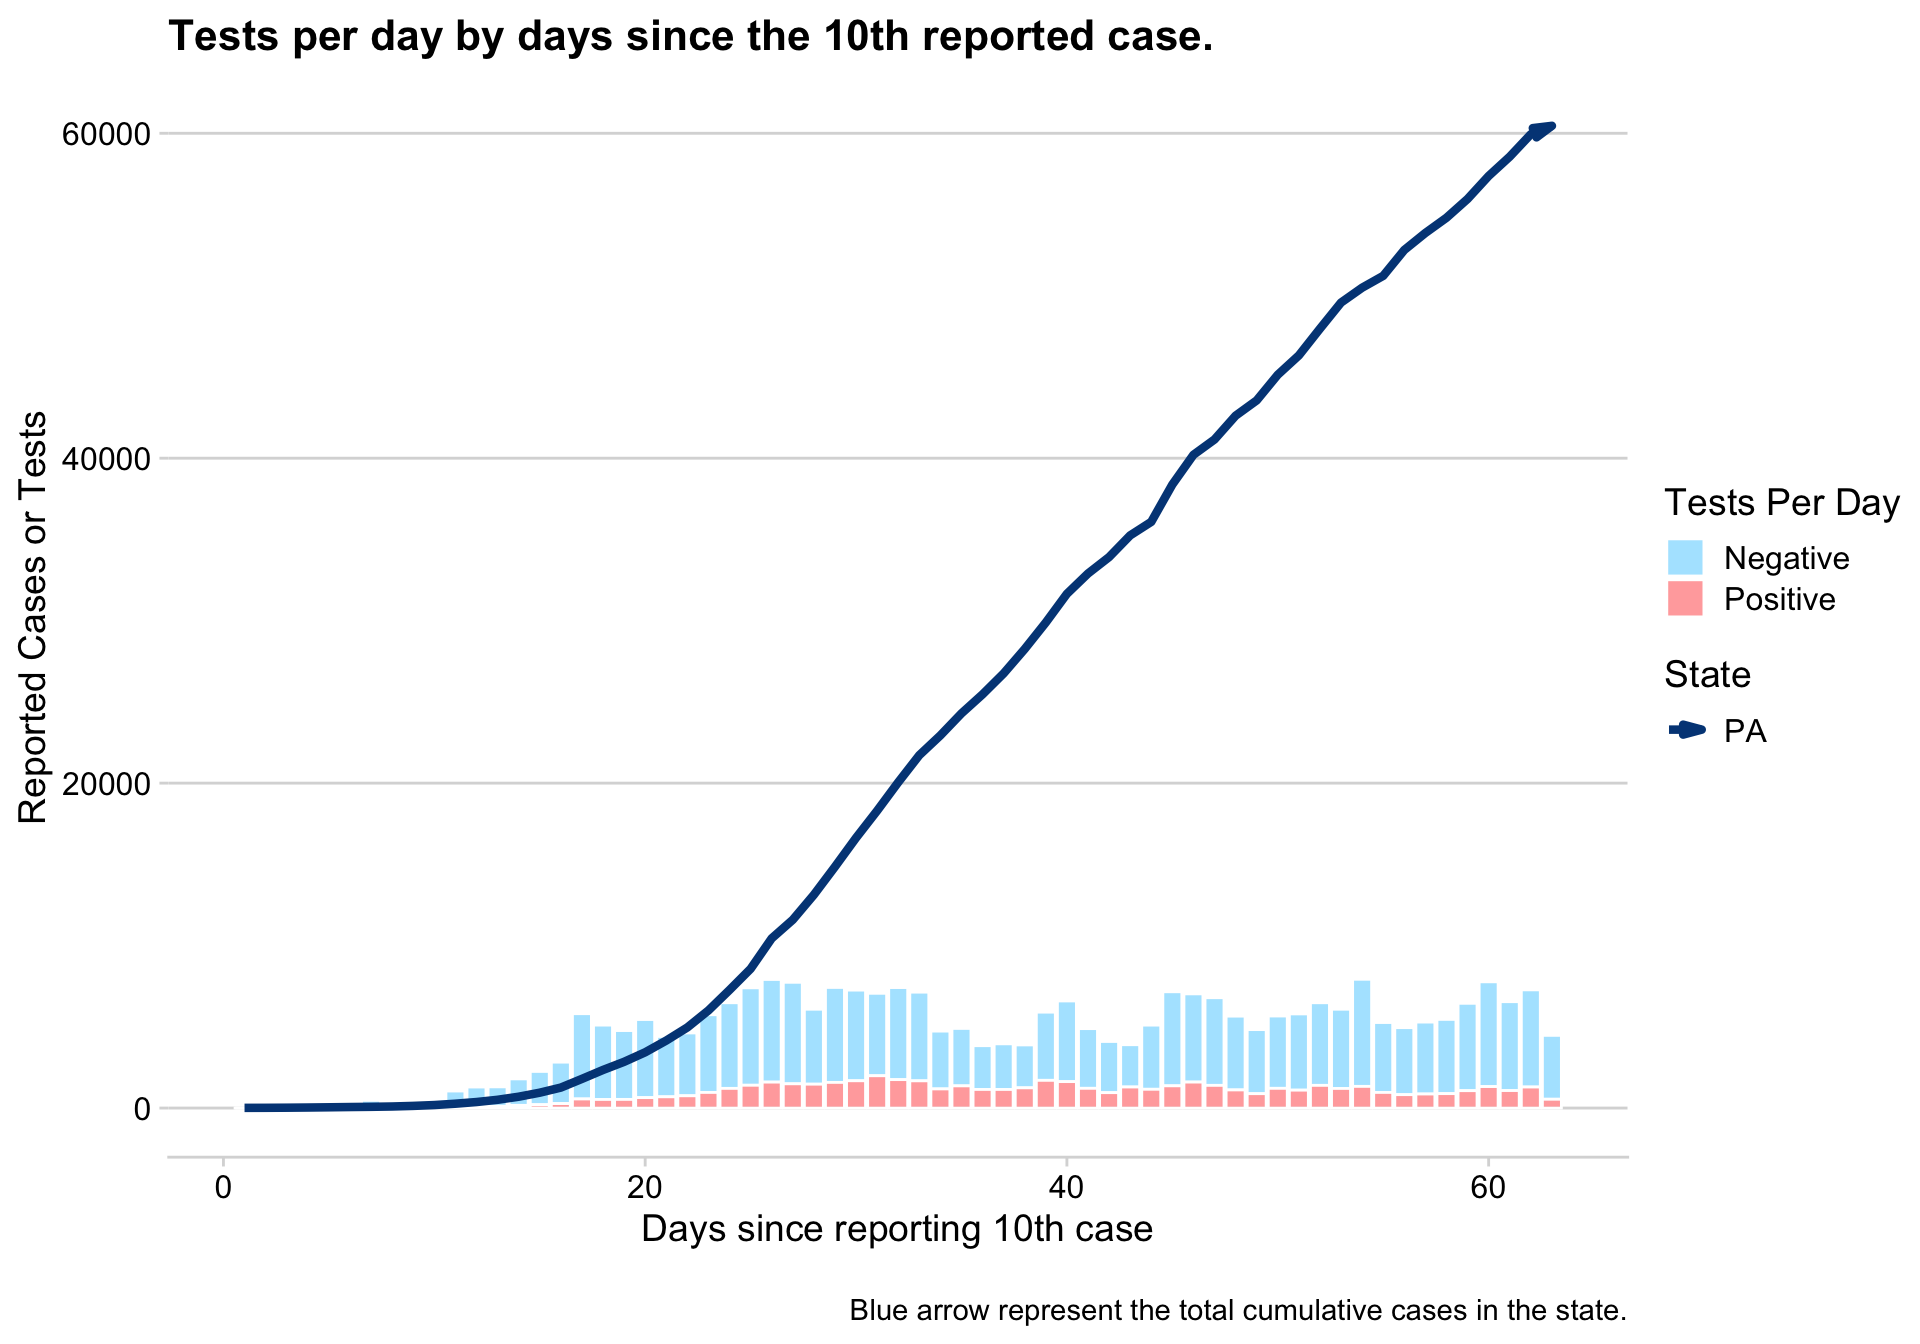 Tests per day by days since the 10th reported case.
Reported Cases or Tests
60000
40000
20000
0
0 20 40 60
Days since reporting 10th case
Tests Per Day
Negative
Positive
State
PA
Blue arrow represent the total cumulative cases in the state.